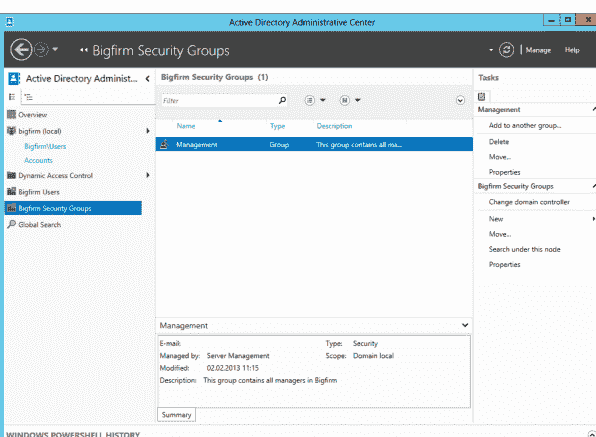 Active Directory Administrative Center
Bigfirm Security Groups
Manage Help
Active Directory Administ...
Overview
bigfirm (local)
Bigfirm\Users
Accounts
Dynamic Access Control
Bigfirm Users
Bigfirm Security Groups
Global Search
Bigfirm Security Groups (1)
Filter
Name Type Description
Management Group This group contains all ma...
Management
E-mail: Type: Security
Managed by: Server Management Scope: Domain local
Modified: 02.02.2013 11:15
Description: This group contains all managers in Bigfirm
Summary
Tasks
Management
Add to another group...
Delete
Move...
Properties
Bigfirm Security Groups
Change domain controller
New
Move...
Search under this node
Properties
WINDOWS POWERSHELL HISTORY